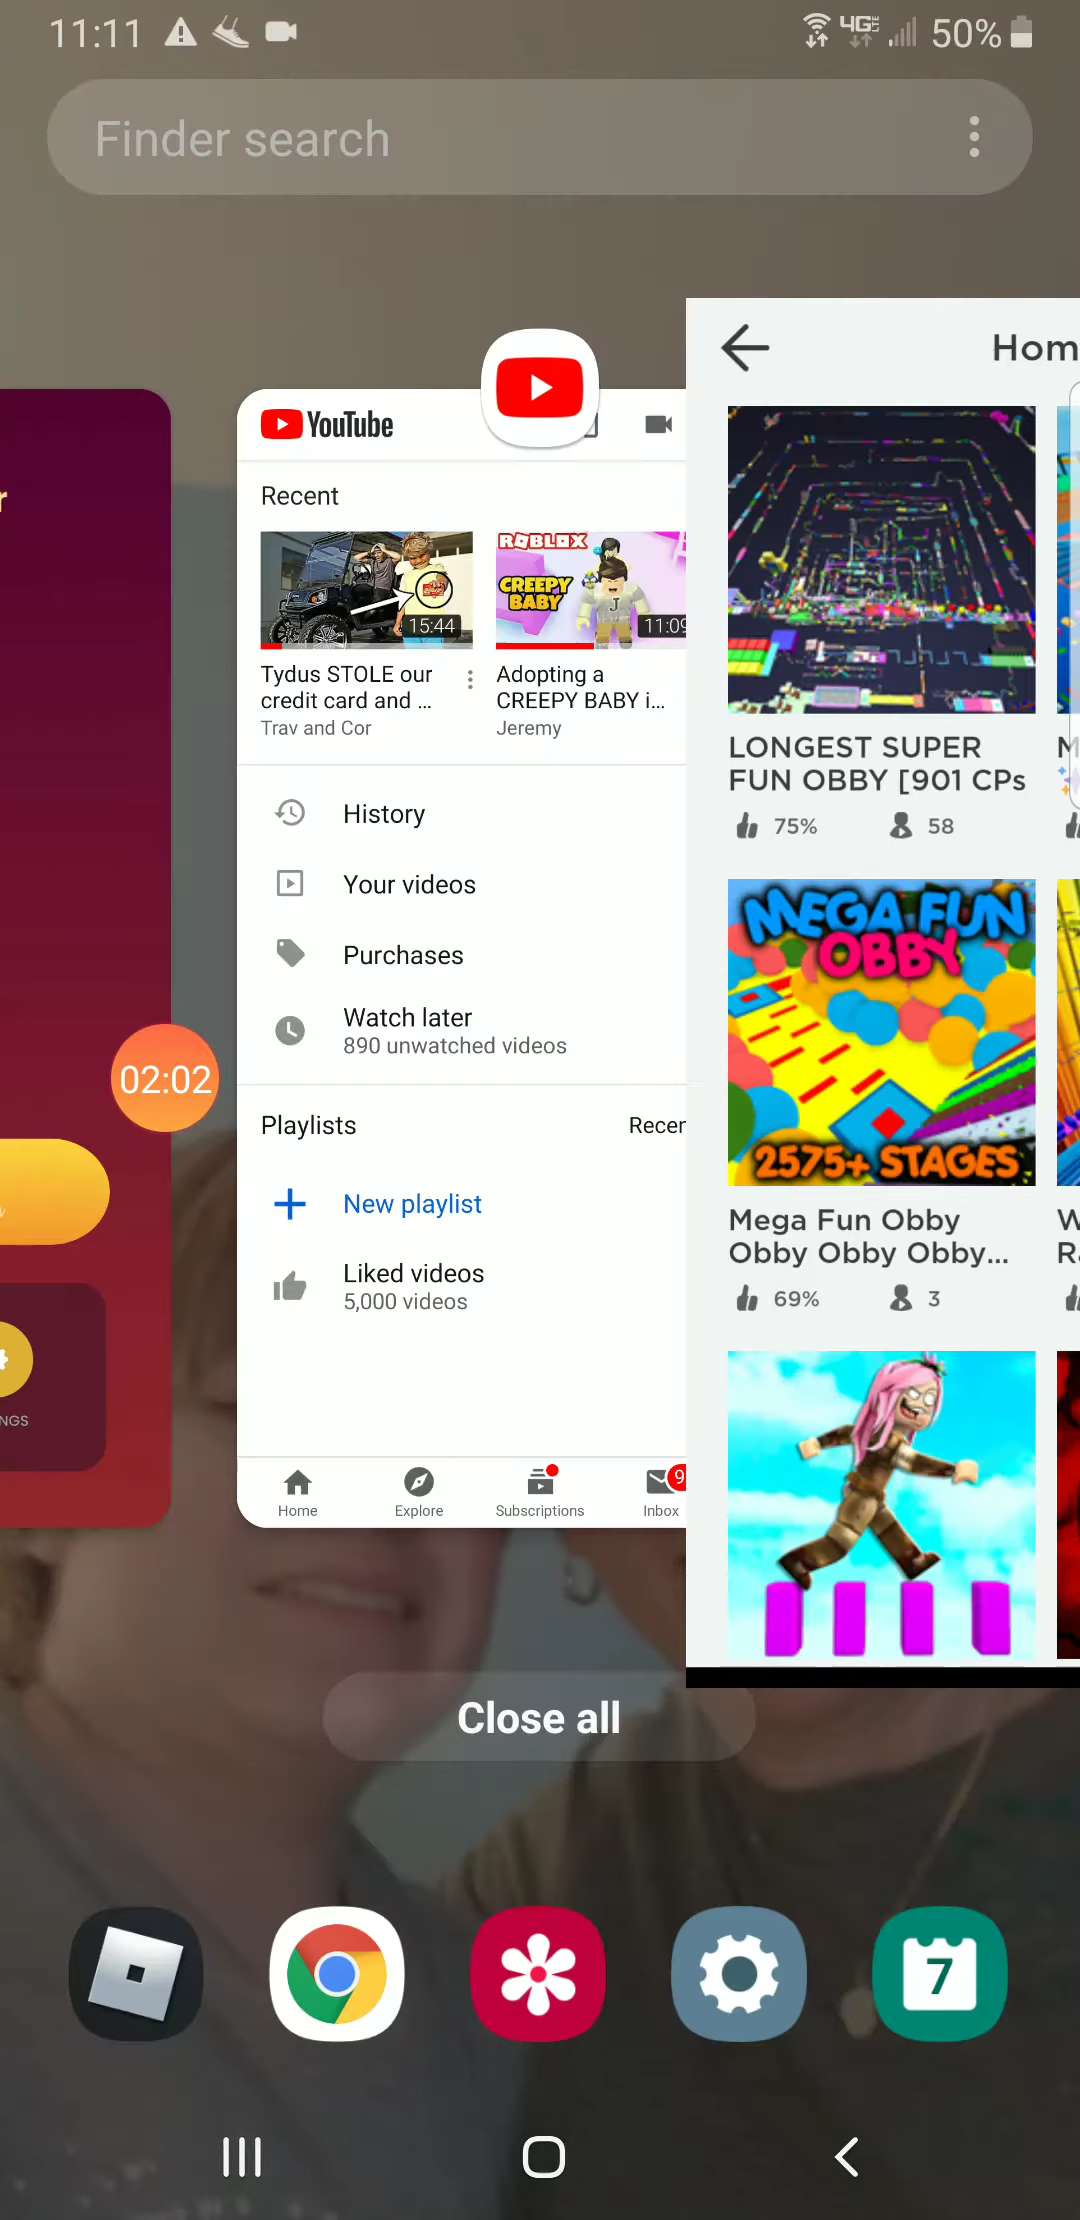 11:11
4G LTE
50%
Finder search
r
YouTube
Recent
15:44
Tydus STOLE our
credit card and ...
Trav and Cor
ROBLOX
CREEPY
BABY
J
11:09
Adopting a
CREEPY BABY i...
Jeremy
History
Your videos
Purchases
Watch later
890 unwatched videos
Playlists
Recen
New playlist
Liked videos
5,000 videos
Home
Explore
Subscriptions
Inbox
9
02:02
NGS
Hom
LONGEST SUPER
FUN OBBY [901 CPs
75%
58
M
MEGA FUN
OBBY
2575+ STAGES
Mega Fun Obby
Obby Obby Obby...
69%
3
W
Ra
Close all
7